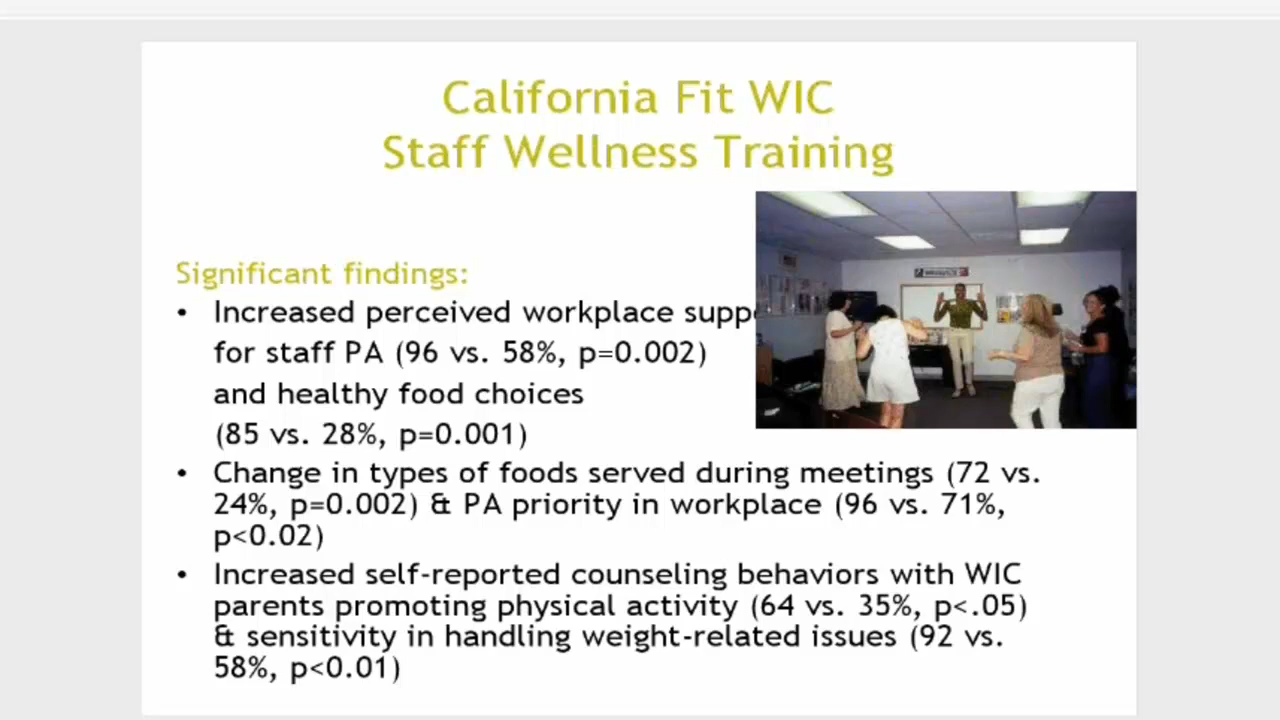 California Fit WIC
Staff Wellness Training
Significant findings:
• Increased perceived workplace
for staff PA (96 vs. 58%, p=0.002)
and healthy food choices
(85 vs. 28%, p=0.001)
• Change in types of foods served during meetings (72 vs.
24%, p=0.002) & PA priority in workplace (96 vs. 71%,
p<0.02)
• Increased self-reported counseling behaviors with WIC
parents promoting physical activity (64 vs. 35%, p<.05)
& sensitivity in handling weight-related issues (92 vs.
58%, p<0.01)